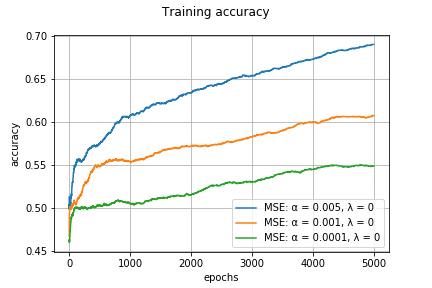 Training accuracy
0.70
0.65
0.60
0.55
0.50
0.45
accuracy
MSE: α = 0.005, λ = 0
MSE: α = 0.001, λ = 0
MSE: α = 0.0001, λ = 0
0 1000 2000 3000 4000 5000
epochs